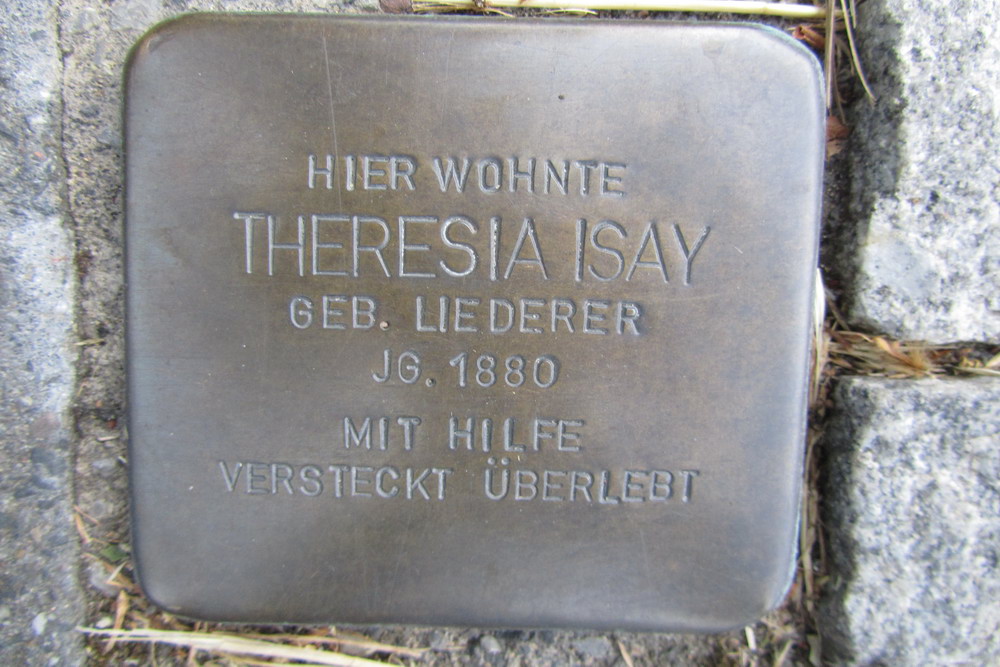 HIER WOHNTE
THERESIA ISAY
GEB. LIEDERER
JG. 1880
MIT HILFE
VERSTECKT ÜBERLEBT